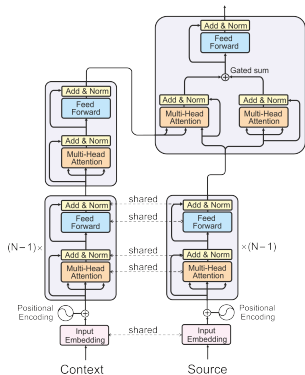 Add & Norm
Feed
Forward
Gated sum
Add & Norm
Add & Norm
Multi-Head
Attention
Multi-Head
Attention
Add & Norm
Feed
Forward
Add & Norm
Multi-Head
Attention
Add & Norm
shared
Add & Norm
Feed
Forward
shared
Feed
Forward
(N−1)×
×(N−1)
Add & Norm
shared
Add & Norm
Multi-Head
Attention
shared
Multi-Head
Attention
Positional
Encoding
Positional
Encoding
Input
Embedding
shared
Input
Embedding
Context
Source